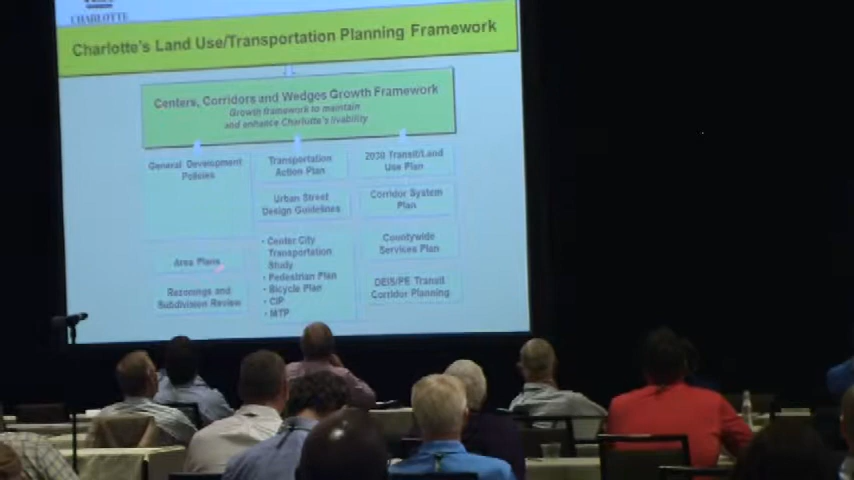 CHARLOTTE
Charlotte's Land Use/Transportation Planning Framework
Centers, Corridors and Wedges Growth Framework
Growth framework to maintain
and enhance Charlotte's livability
General Development
Policies
Transportation
Action Plan
2030 Transit/Land
Use Plan
Urban Street
Design Guidelines
Corridor System
Plan
• Center City
Transportation
Study
• Pedestrian Plan
• Bicycle Plan
• CIP
• MTP
Countywide
Services Plan
Area Plans
Rezonings and
Subdivision Review
DEIS/PE Transit
Corridor Planning